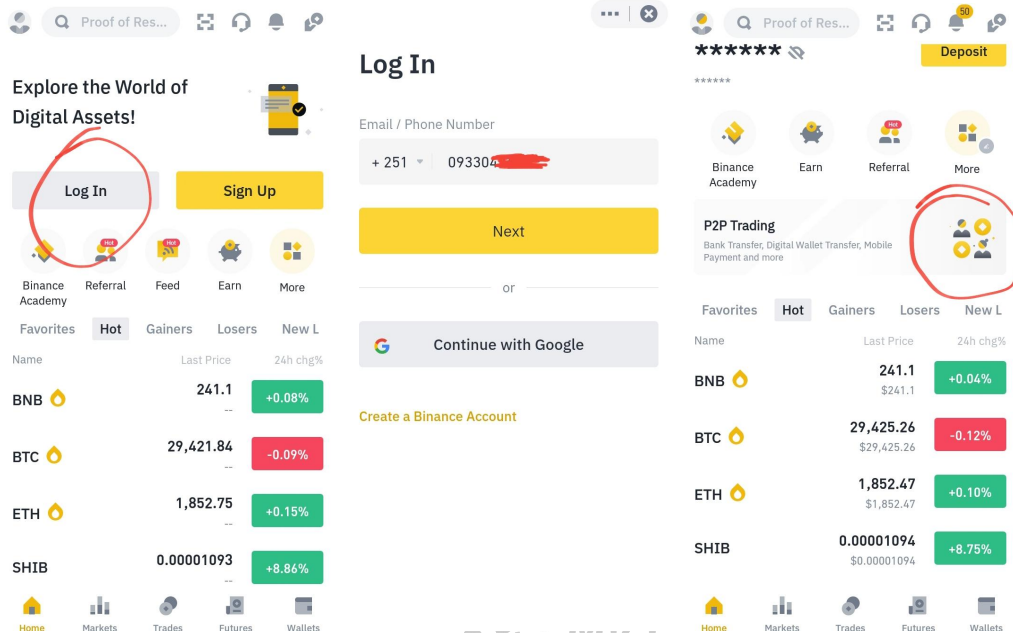 Proof of Res...
Explore the World of
Digital Assets!
Log In
Sign Up
Hot
Hot
Binance
Academy
Referral
Feed
Earn
More
Favorites
Hot
Gainers
Losers
New L
Name
Last Price
24h chg%
BNB
241.1
--
+0.08%
BTC
29,421.84
--
-0.09%
ETH
1,852.75
--
+0.15%
SHIB
0.00001093
--
+8.86%
Home
Markets
Trades
Futures
Wallets
Log In
Email / Phone Number
+ 251
093304
Next
or
Continue with Google
Create a Binance Account
Proof of Res...
50
******
Deposit
******
Hot
Binance
Academy
Earn
Referral
More
P2P Trading
Bank Transfer, Digital Wallet Transfer, Mobile
Payment and more
Favorites
Hot
Gainers
Losers
New L
Name
Last Price
24h chg%
BNB
241.1
$241.1
+0.04%
BTC
29,425.26
$29,425.26
-0.12%
ETH
1,852.47
$1,852.47
+0.10%
SHIB
0.00001094
$0.00001094
+8.75%
Home
Markets
Trades
Futures
Wallets